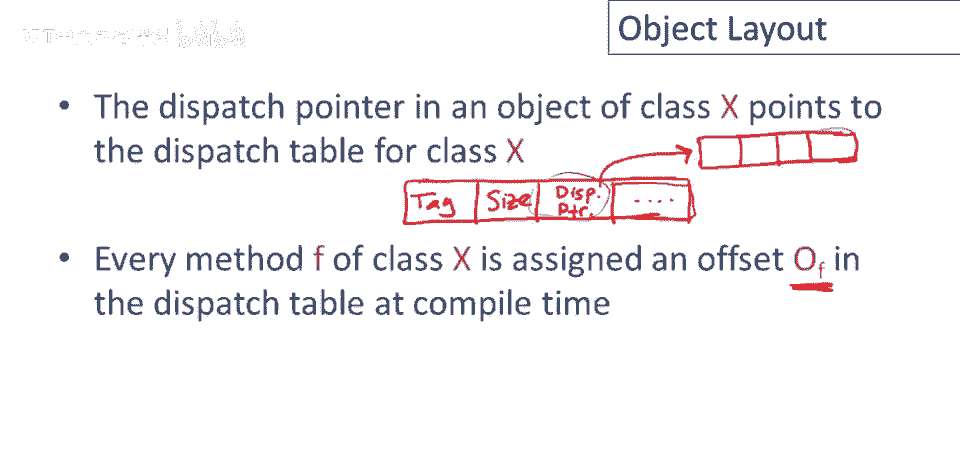 Object Layout
• The dispatch pointer in an object of class X points to
the dispatch table for class X
Tag Size Disp. Ptr. ....
• Every method f of class X is assigned an offset Of in
the dispatch table at compile time